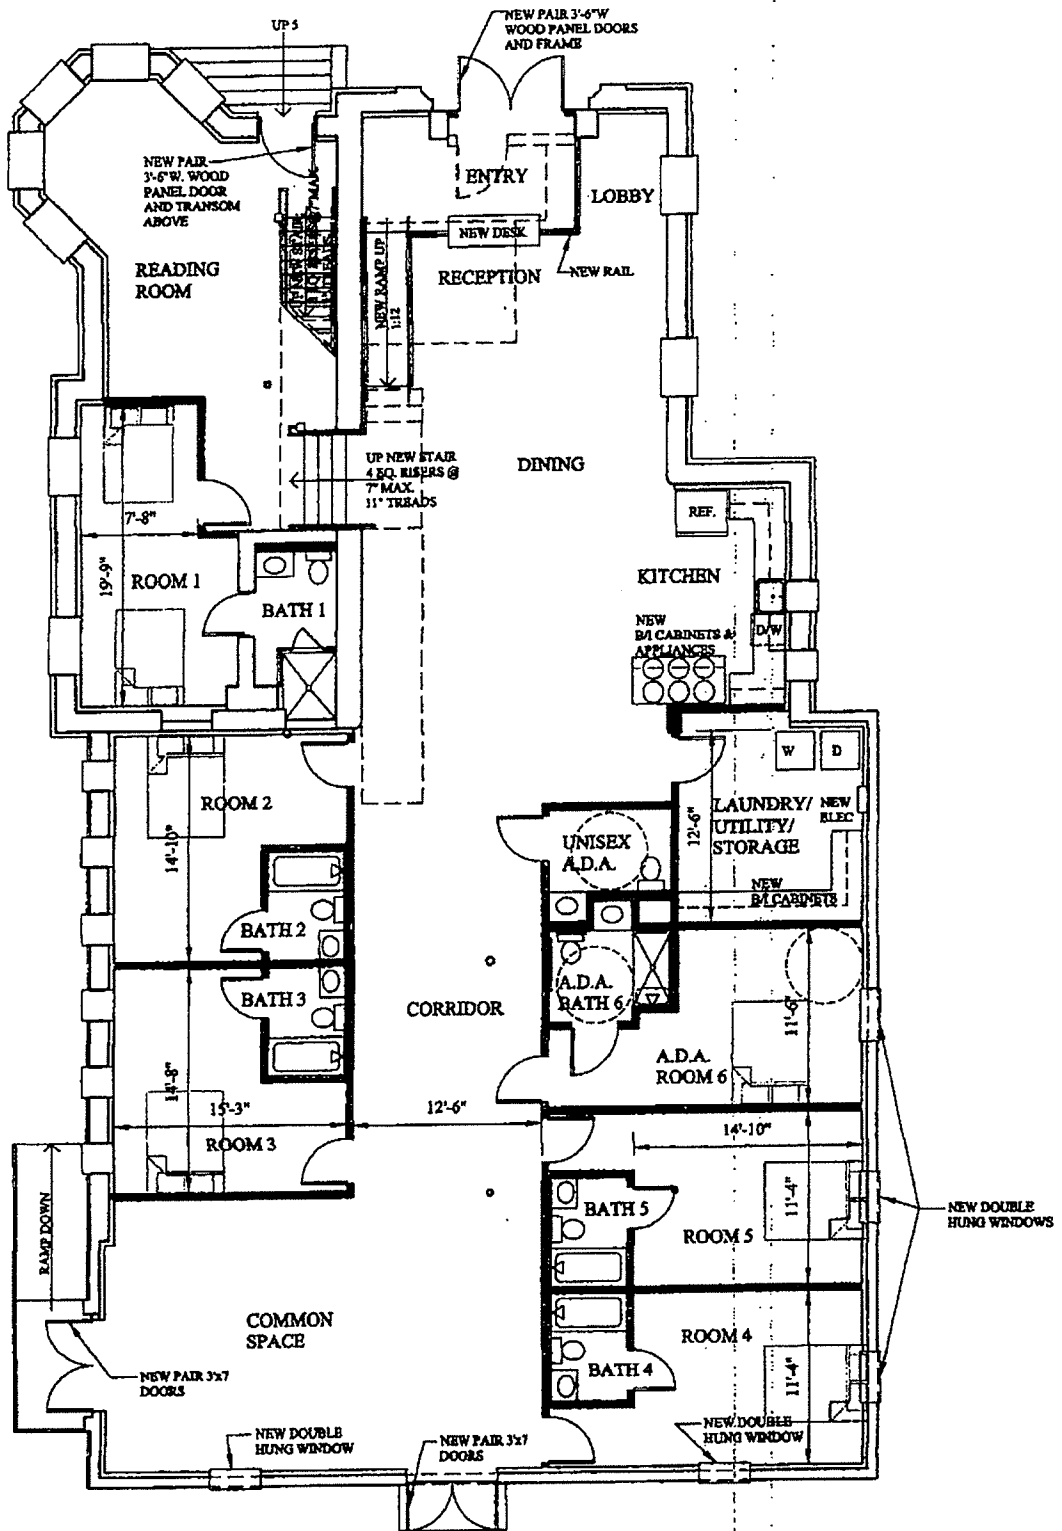 UP 5
NEW PAIR 3'-6"W
WOOD PANEL DOORS
AND FRAME
NEW PAIR
3'-6"W. WOOD
PANEL DOOR
AND TRANSOM
ABOVE
ENTRY
LOBBY
NEW DESK
RECEPTION
NEW RAIL
READING
ROOM
NEW STAIR
7" MAX.
NEW RAMP UP
1:12
UP NEW STAIR
4 EQ. RISERS @
7" MAX.
11" TREADS
DINING
REF.
7'-8"
19'-9"
ROOM 1
BATH 1
KITCHEN
NEW
B/I CABINETS &
APPLIANCES
D/W
W
D
ROOM 2
14'-10"
BATH 2
UNISEX
A.D.A.
12'-6"
LAUNDRY/
UTILITY/
STORAGE
NEW
ELEC
NEW
B/I CABINETS
BATH 3
CORRIDOR
A.D.A.
BATH 6
11'-6"
A.D.A.
ROOM 6
14'-8"
15'-3"
12'-6"
ROOM 3
14'-10"
BATH 5
ROOM 5
11'-4"
NEW DOUBLE
HUNG WINDOWS
RAMP DOWN
COMMON
SPACE
ROOM 4
BATH 4
11'-4"
NEW PAIR 3'x7'
DOORS
NEW DOUBLE
HUNG WINDOW
NEW PAIR 3'x7'
DOORS
NEW DOUBLE
HUNG WINDOW